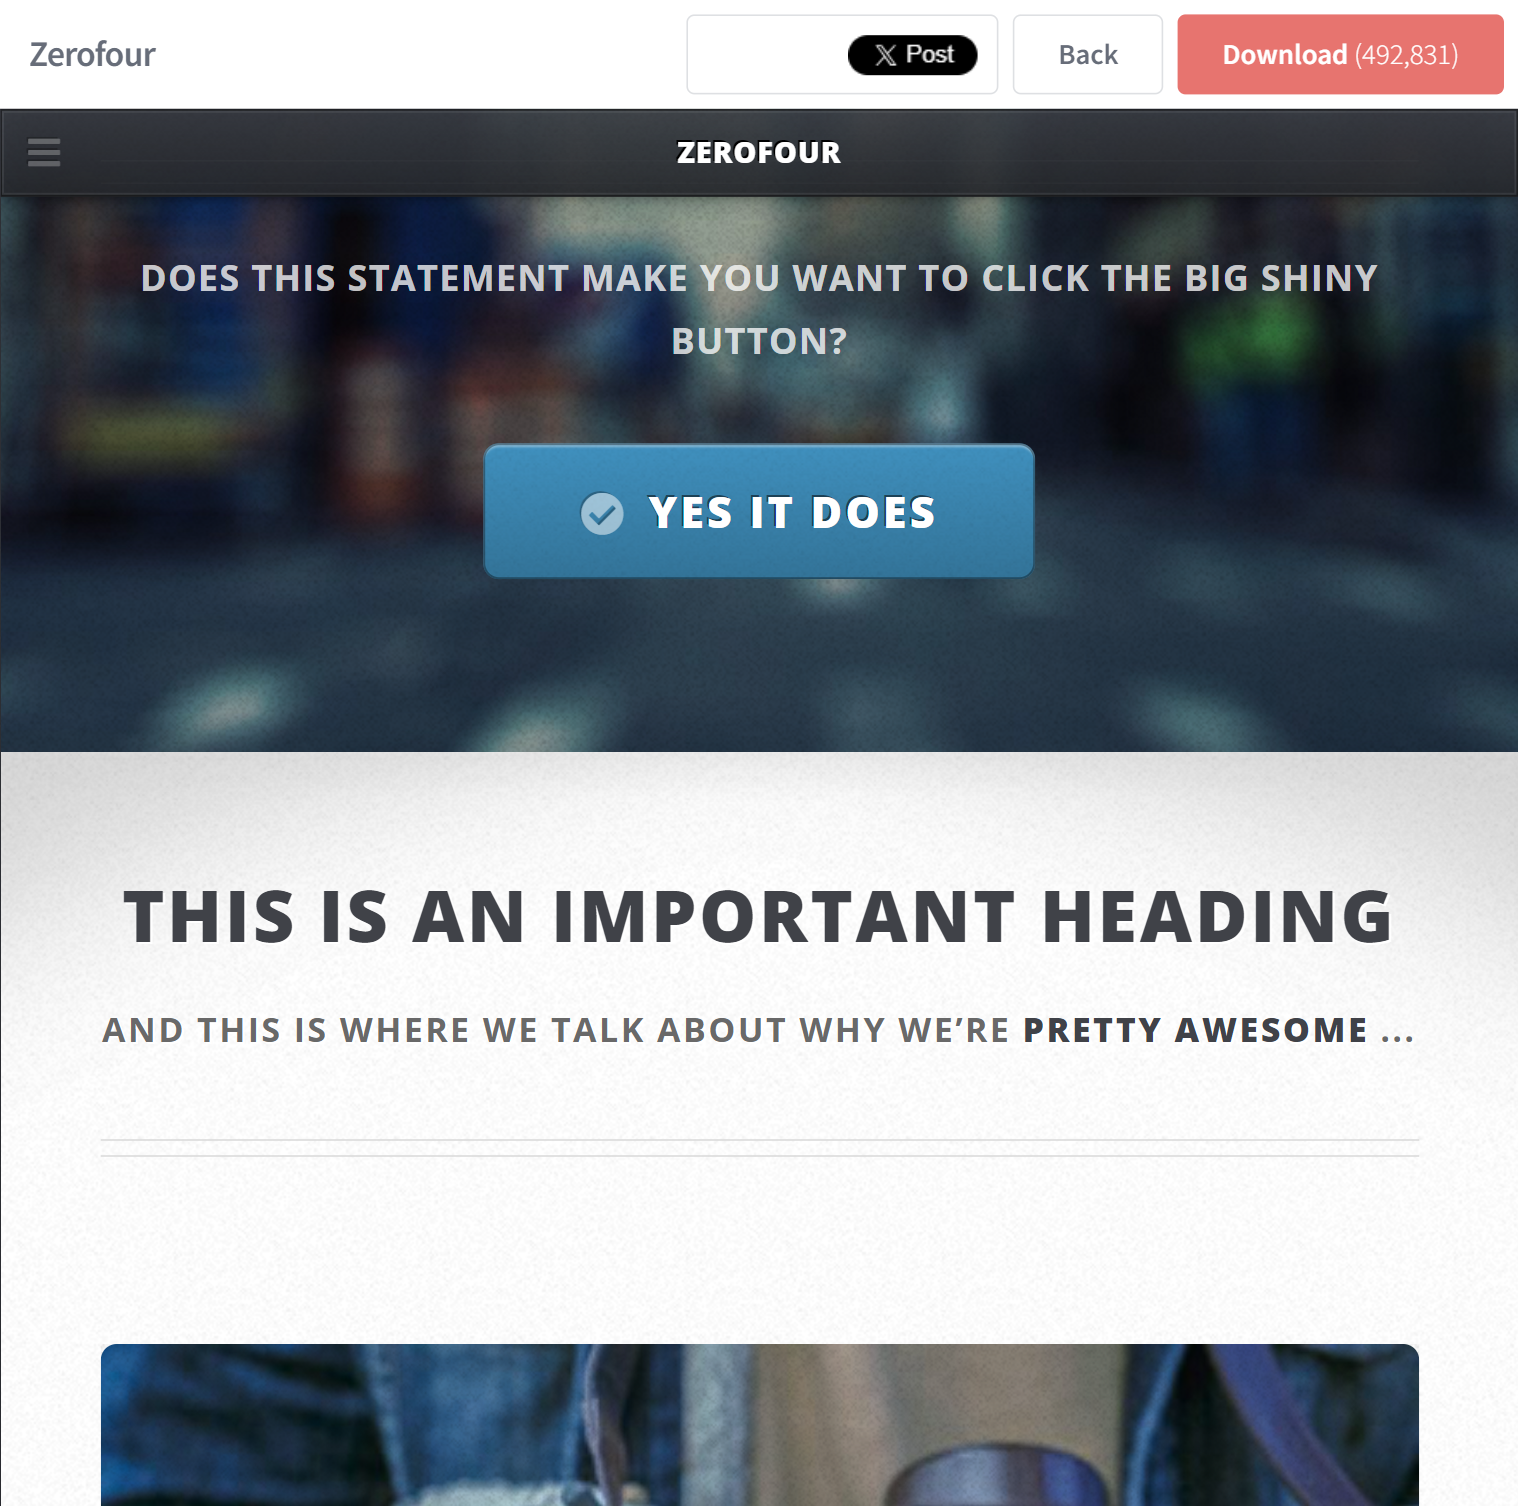 Zerofour
Post
Back
Download (492,831)
ZEROFOUR
DOES THIS STATEMENT MAKE YOU WANT TO CLICK THE BIG SHINY
BUTTON?
YES IT DOES
THIS IS AN IMPORTANT HEADING
AND THIS IS WHERE WE TALK ABOUT WHY WE’RE PRETTY AWESOME ...